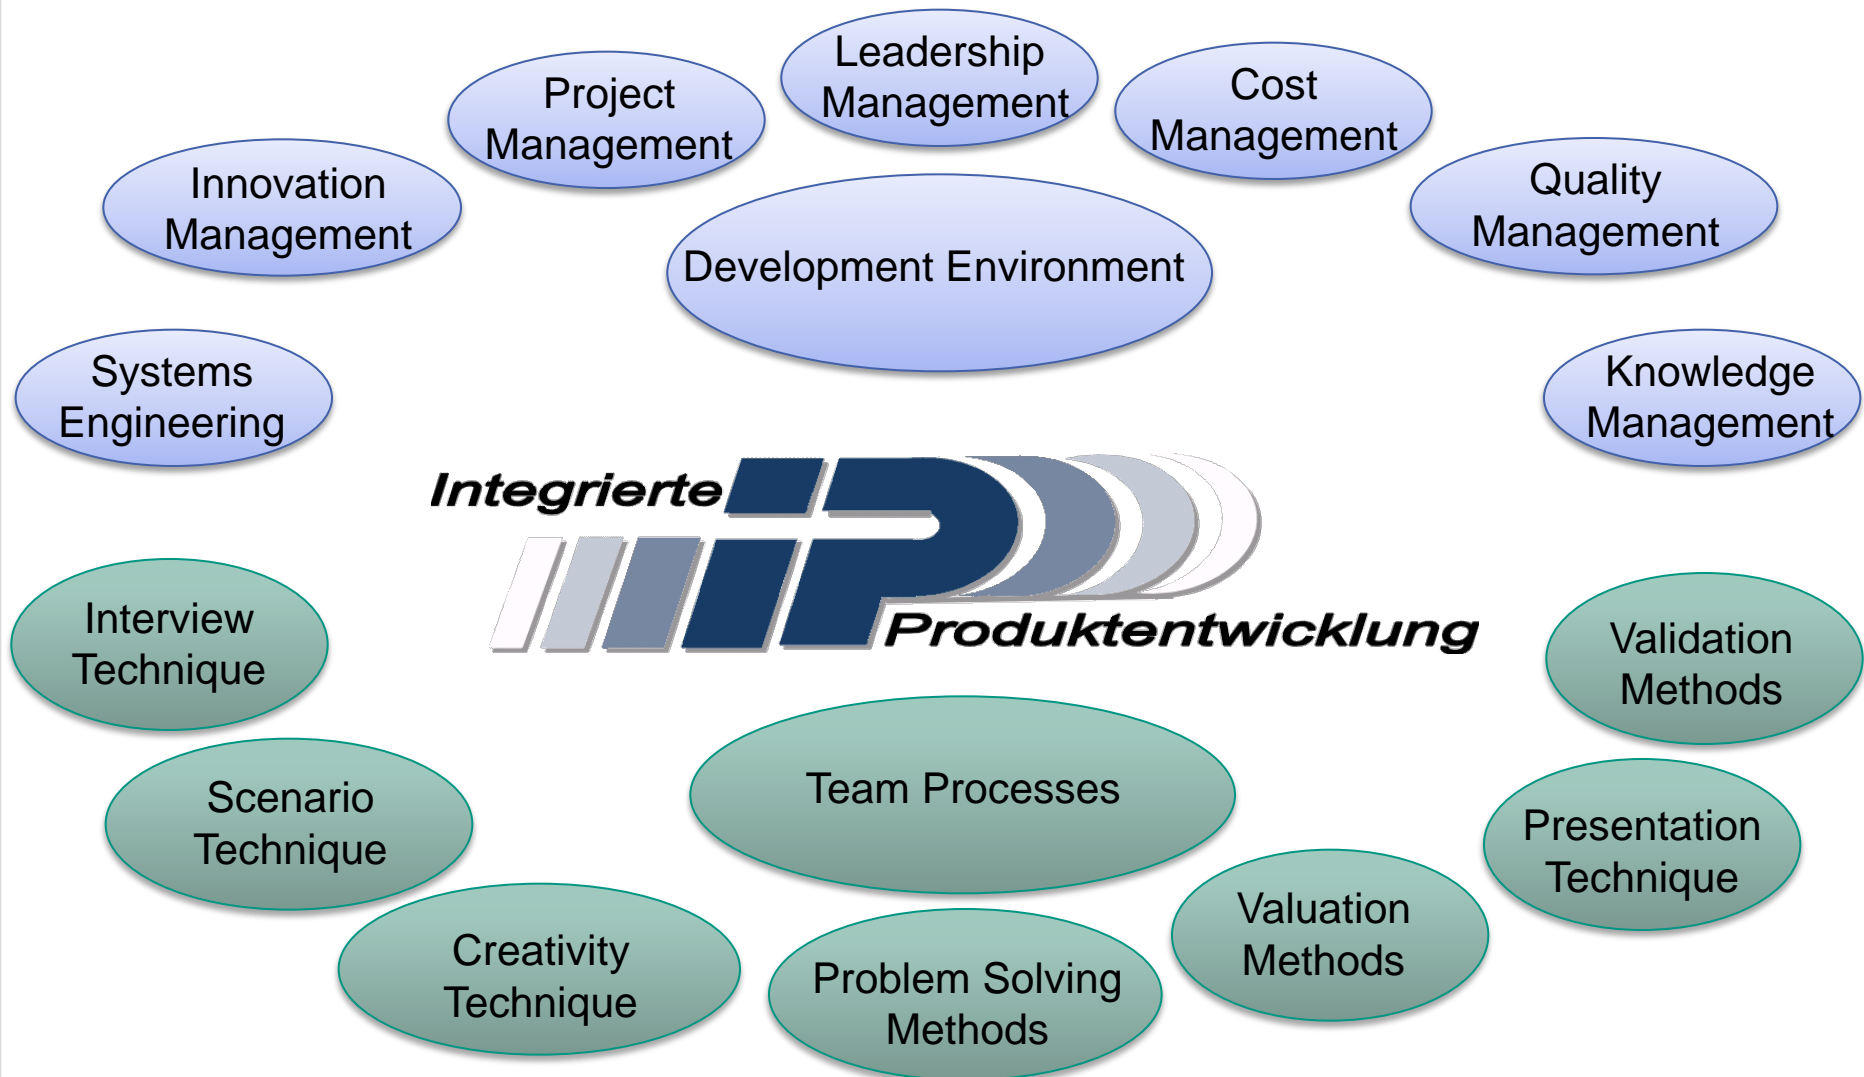 Leadership
Management
Project
Management
Cost
Management
Innovation
Management
Quality
Management
Development Environment
Systems
Engineering
Knowledge
Management
Integrierte
iP
Produktentwicklung
Interview
Technique
Validation
Methods
Scenario
Technique
Team Processes
Presentation
Technique
Creativity
Technique
Problem Solving
Methods
Valuation
Methods